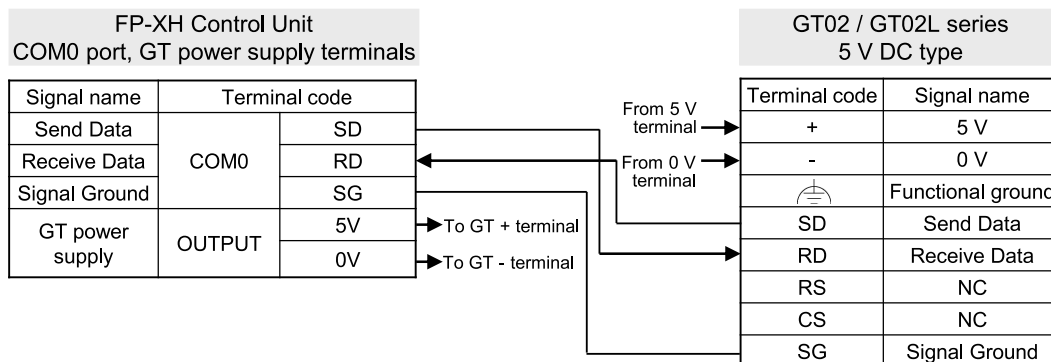 FP-XH Control Unit
COM0 port, GT power supply terminals
Signal name Terminal code
Send Data COM0 SD
Receive Data RD
Signal Ground SG
GT power supply OUTPUT 5V
0V
To GT + terminal
To GT - terminal
GT02 / GT02L series
5 V DC type
From 5 V
terminal
From 0 V
terminal
Terminal code Signal name
+ 5 V
- 0 V
Functional ground
SD Send Data
RD Receive Data
RS NC
CS NC
SG Signal Ground